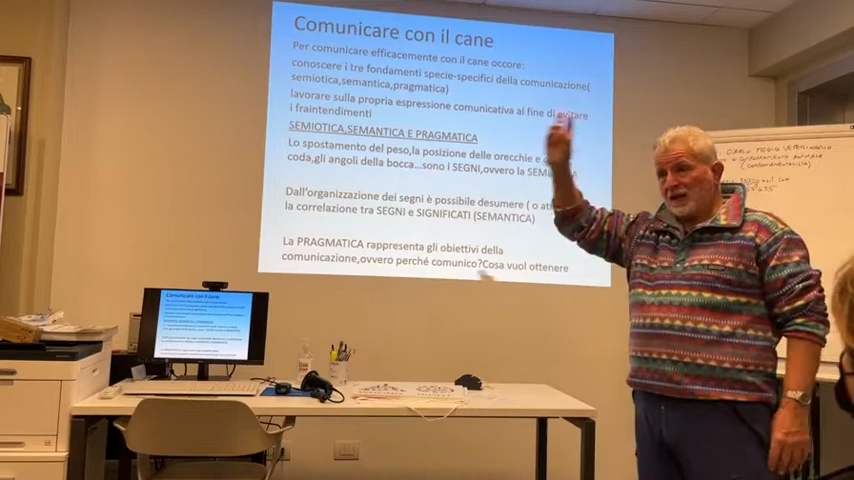 Comunicare con il cane
Per comunicare efficacemente con il cane occore:
conoscere i tre fondamenti specie-specifici della comunicazione(
semiotica,semantica,pragmatica)
lavorare sulla propria espressione comunicativa al fine di evitare
i fraintendimenti
SEMIOTICA,SEMANTICA E PRAGMATICA
Lo spostamento del peso,la posizione delle orecchie e
coda,gli angoli della bocca...sono i SEGNI,ovvero la
Dall'organizzazione dei segni è possibile desumere ( o
la correlazione tra SEGNI e SIGNIFICATI (SEMANTICA)
La PRAGMATICA rappresenta gli obiettivi della
comunicazione,ovvero perché comunico?Cosa vuol ottenere
VETERINARIO
Comunicare con il cane